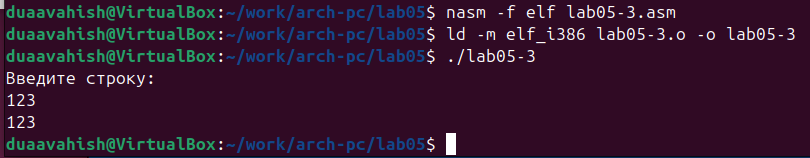 duaavahish@VirtualBox:~/work/arch-pc/lab05$ nasm -f elf lab05-3.asm
duaavahish@VirtualBox:~/work/arch-pc/lab05$ ld -m elf_i386 lab05-3.o -o lab05-3
duaavahish@VirtualBox:~/work/arch-pc/lab05$ ./lab05-3
Введите строку:
123
123
duaavahish@VirtualBox:~/work/arch-pc/lab05$